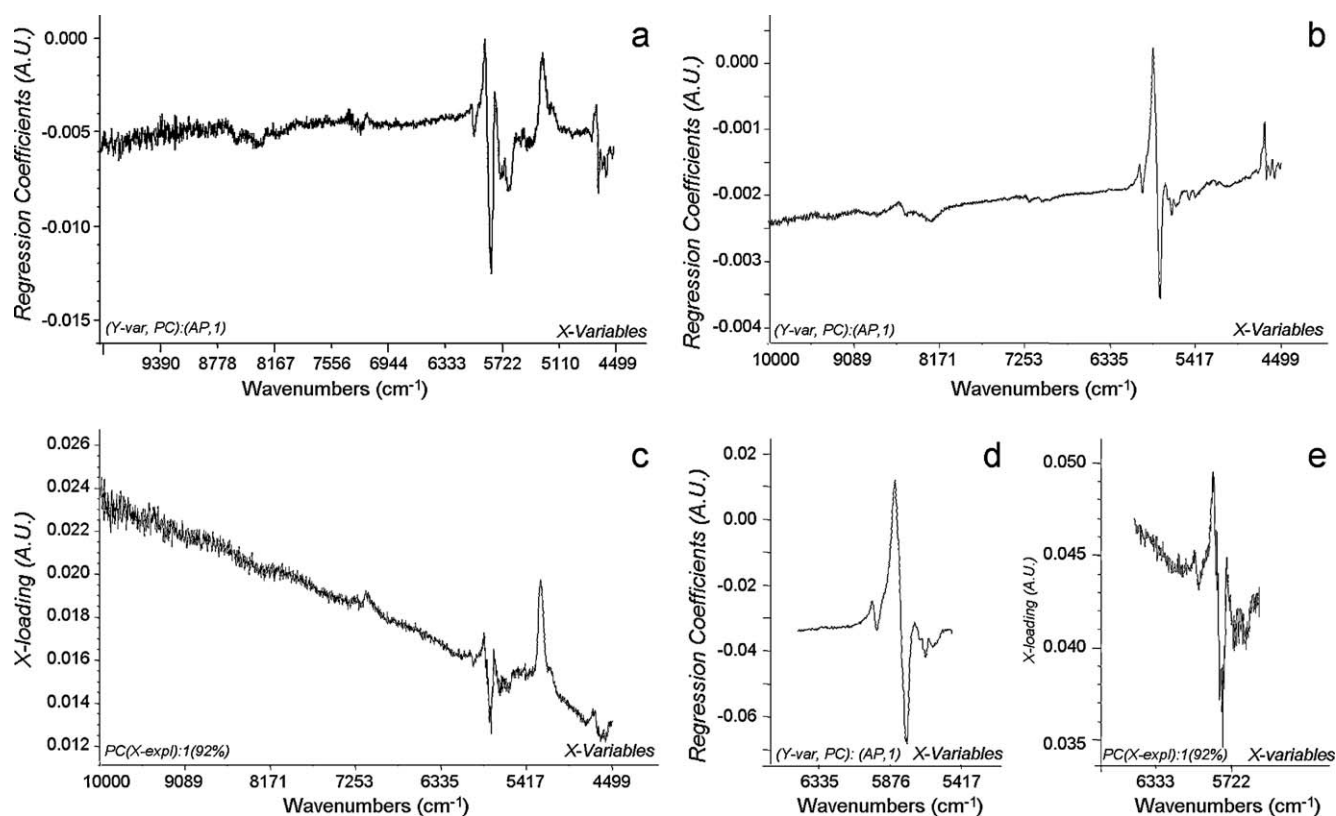 a
Regression Coefficients (A.U.)
0.000
-0.005
-0.010
-0.015
(Y-var, PC):(AP,1)
X-Variables
9390 8778 8167 7556 6944 6333 5722 5110 4499
Wavenumbers (cm⁻¹)
b
Regression Coefficients (A.U.)
0.000
-0.001
-0.002
-0.003
-0.004
(Y-var, PC):(AP,1)
X-Variables
10000 9089 8171 7253 6335 5417 4499
Wavenumbers (cm⁻¹)
c
X-loading (A.U.)
0.026
0.024
0.022
0.020
0.018
0.016
0.014
0.012
PC(X-expl):1(92%)
X-Variables
10000 9089 8171 7253 6335 5417 4499
Wavenumbers (cm⁻¹)
d
Regression Coefficients (A.U.)
0.02
0.00
-0.02
-0.04
-0.06
(Y-var, PC): (AP,1)
X-Variables
6335 5876 5417
Wavenumbers (cm⁻¹)
e
X-loading (A.U.)
0.050
0.045
0.040
0.035
PC(X-expl):1(92%)
X-variables
6333 5722
Wavenumbers (cm⁻¹)